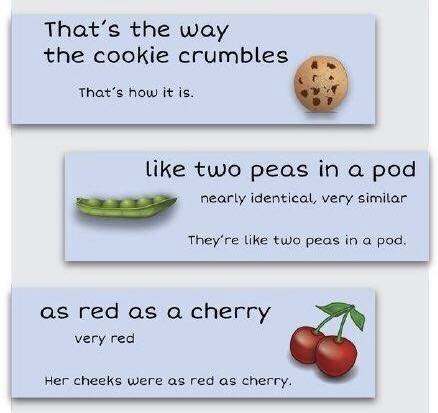 That's the way
the cookie crumbles
That's how it is.
like two peas in a pod
nearly identical, very similar
They're like two peas in a pod.
as red as a cherry
very red
Her cheeks were as red as cherry.